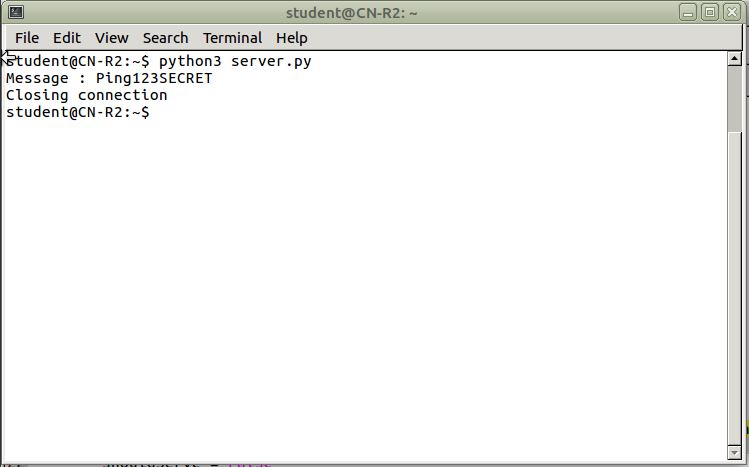 student@CN-R2: ~
File Edit View Search Terminal Help
student@CN-R2:~$ python3 server.py
Message : Ping123SECRET
Closing connection
student@CN-R2:~$